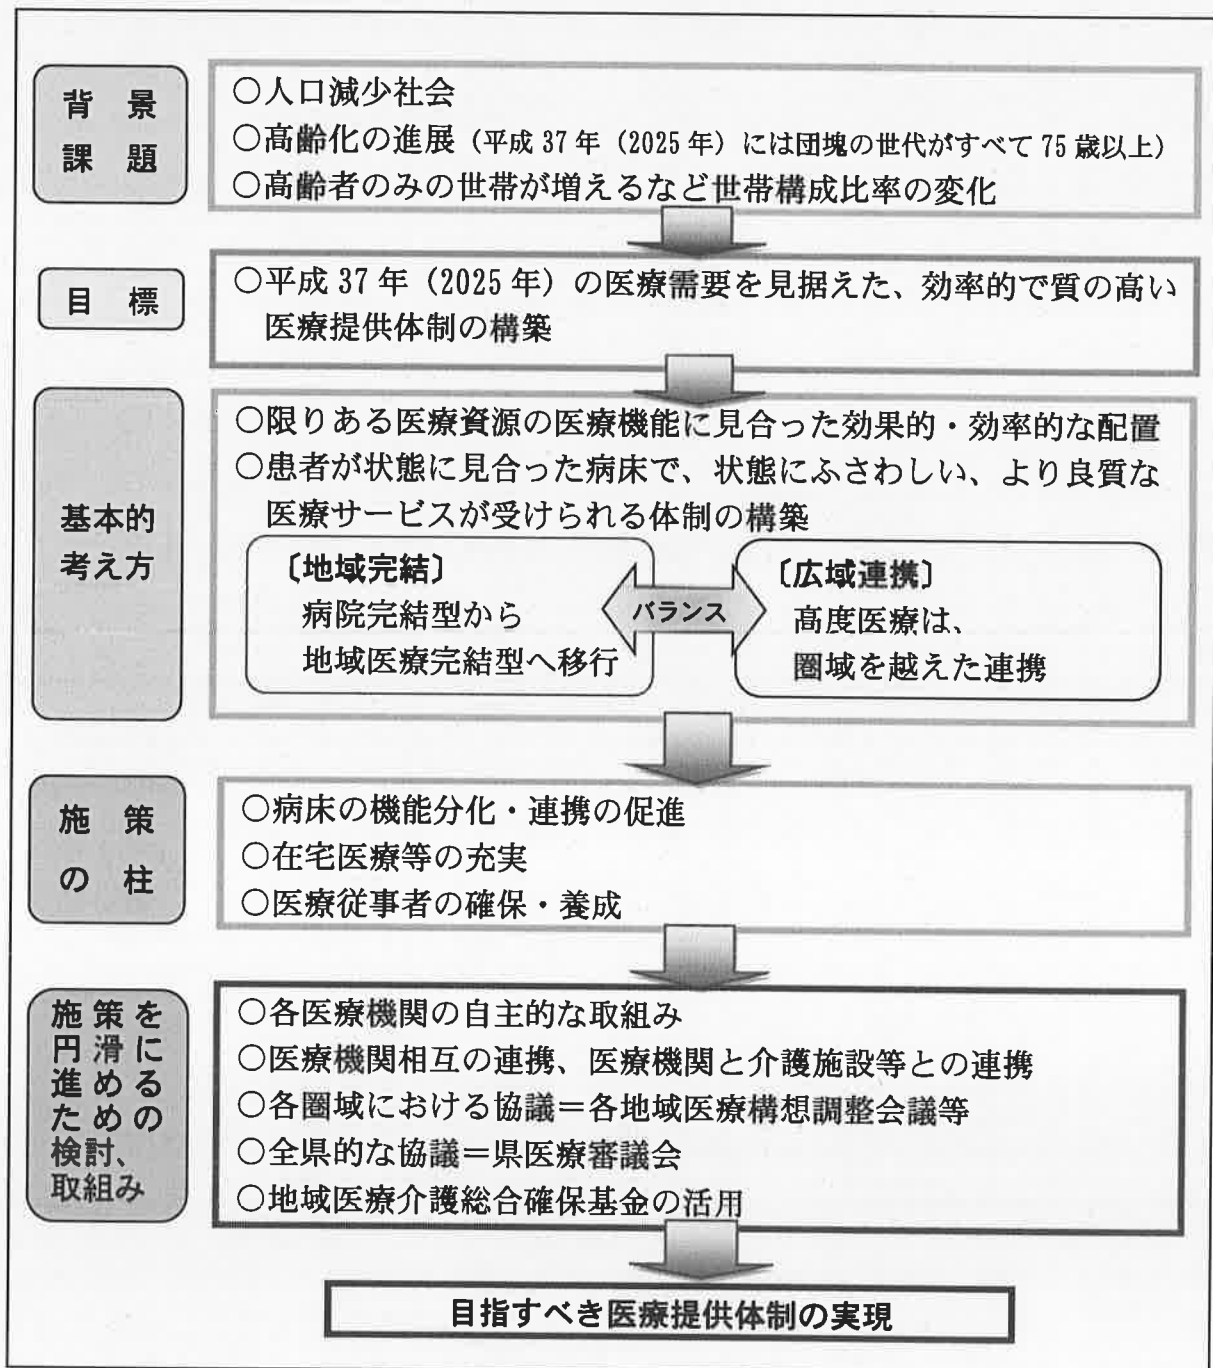 背　景
課　題
○人口減少社会
○高齢化の進展（平成 37 年（2025 年）には団塊の世代がすべて 75 歳以上）
○高齢者のみの世帯が増えるなど世帯構成比率の変化
目　標
○平成 37 年（2025 年）の医療需要を見据えた、効率的で質の高い
医療提供体制の構築
基本的
考え方
○限りある医療資源の医療機能に見合った効果的・効率的な配置
○患者が状態に見合った病床で、状態にふさわしい、より良質な
医療サービスが受けられる体制の構築
〔地域完結〕
病院完結型から
地域医療完結型へ移行
バランス
〔広域連携〕
高度医療は、
圏域を越えた連携
施　策
の　柱
○病床の機能分化・連携の促進
○在宅医療等の充実
○医療従事者の確保・養成
施策を
円滑に
進める
ための
検討、
取組み
○各医療機関の自主的な取組み
○医療機関相互の連携、医療機関と介護施設等との連携
○各圏域における協議＝各地域医療構想調整会議等
○全県的な協議＝県医療審議会
○地域医療介護総合確保基金の活用
目指すべき医療提供体制の実現